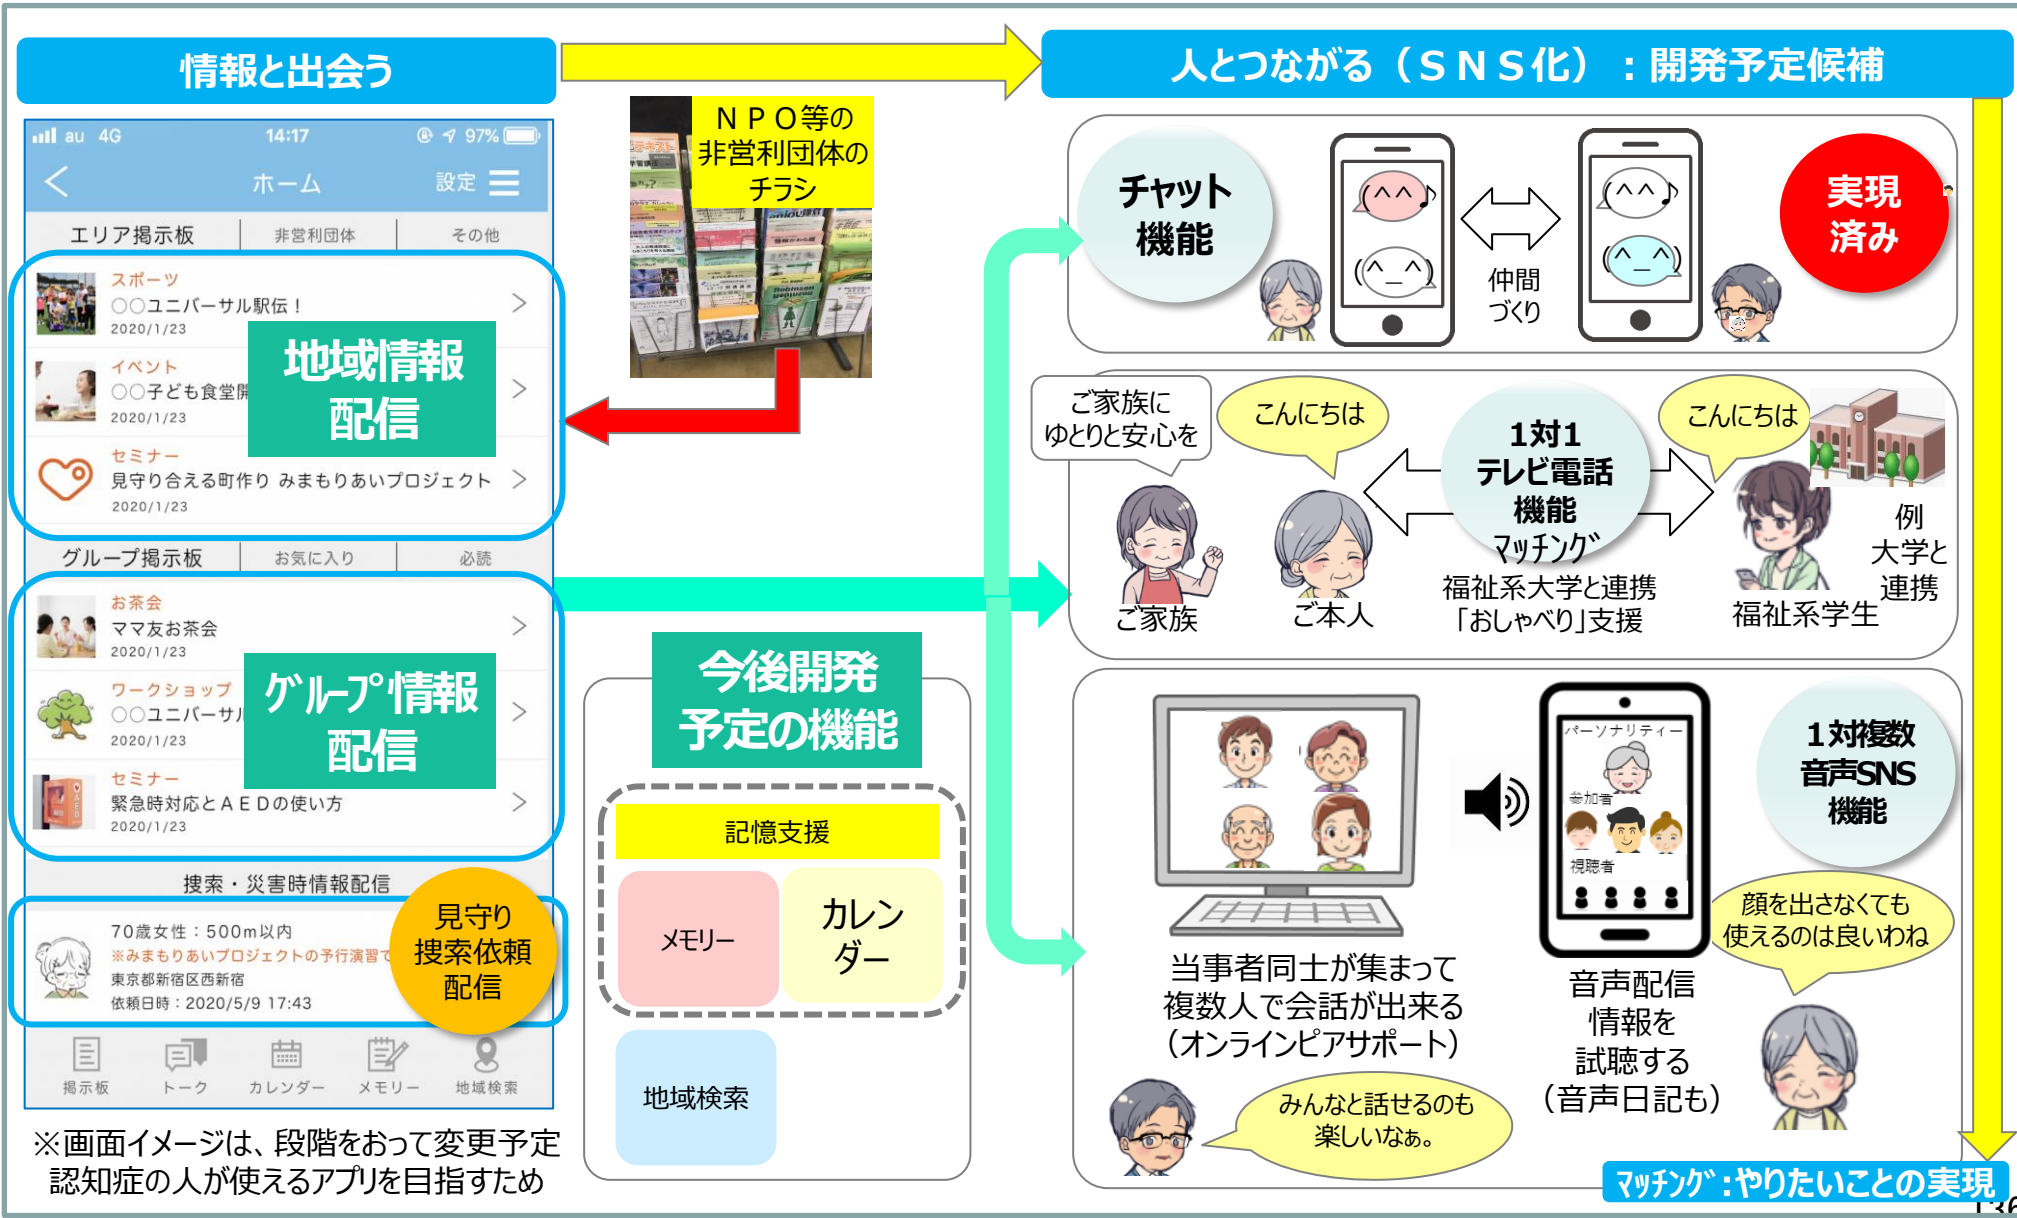 情報と出会う
人とつながる（ＳＮＳ化）：開発予定候補
au 4G 14:17 97%
ホーム
設定
エリア掲示板 非営利団体 その他
スポーツ
○○ユニバーサル駅伝！
2020/1/23
イベント
○○子ども食堂開
2020/1/23
セミナー
見守り合える町作り みまもりあいプロジェクト
2020/1/23
地域情報
配信
グループ掲示板 お気に入り 必読
お茶会
ママ友お茶会
2020/1/23
ワークショップ
○○ユニバーサル
2020/1/23
セミナー
緊急時対応とＡＥＤの使い方
2020/1/23
ｸﾞﾙｰﾌﾟ情報
配信
捜索・災害時情報配信
70歳女性：500m以内
※みまもりあいプロジェクトの予行演習で
東京都新宿区西新宿
依頼日時：2020/5/9 17:43
見守り
捜索依頼
配信
掲示板 トーク カレンダー メモリー 地域検索
※画面イメージは、段階をおって変更予定
認知症の人が使えるアプリを目指すため
ＮＰＯ等の
非営利団体の
チラシ
今後開発
予定の機能
記憶支援
メモリー
カレン
ダー
地域検索
チャット
機能
(^^♪
(^_^)
仲間
づくり
(^^♪
(^_^)
実現
済み
ご家族に
ゆとりと安心を
こんにちは
1対1
テレビ電話
機能
ﾏｯﾁﾝｸﾞ
福祉系大学と連携
「おしゃべり」支援
こんにちは
例
大学と
連携
ご家族
ご本人
福祉系学生
パーソナリティー
参加者
視聴者
１対複数
音声SNS
機能
顔を出さなくても
使えるのは良いわね
当事者同士が集まって
複数人で会話が出来る
（オンラインピアサポート）
音声配信
情報を
試聴する
（音声日記も）
みんなと話せるのも
楽しいなぁ。
ﾏｯﾁﾝｸﾞ：やりたいことの実現
136